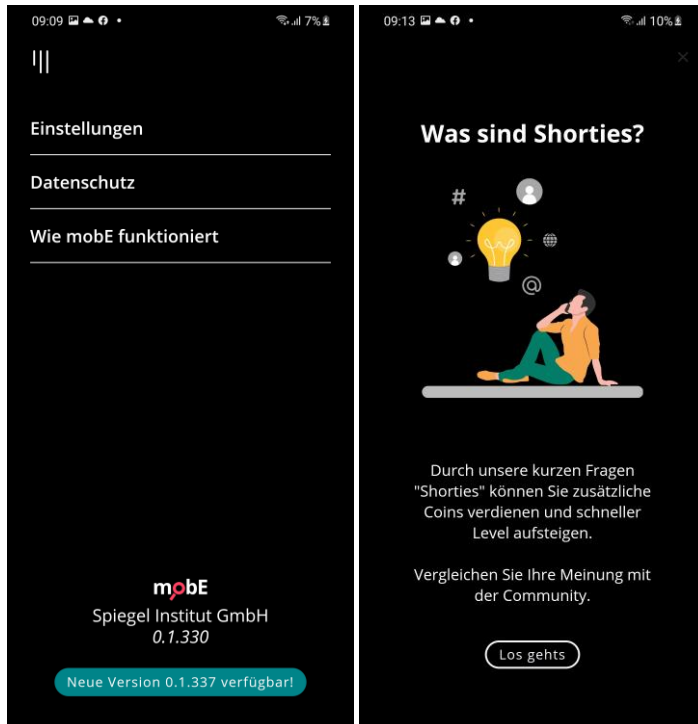 09:09
7%
Einstellungen
Datenschutz
Wie mobE funktioniert
mobE
Spiegel Institut GmbH
0.1.330
Neue Version 0.1.337 verfügbar!
09:13
10%
Was sind Shorties?
#
@
Durch unsere kurzen Fragen
"Shorties" können Sie zusätzliche
Coins verdienen und schneller
Level aufsteigen.
Vergleichen Sie Ihre Meinung mit
der Community.
Los gehts